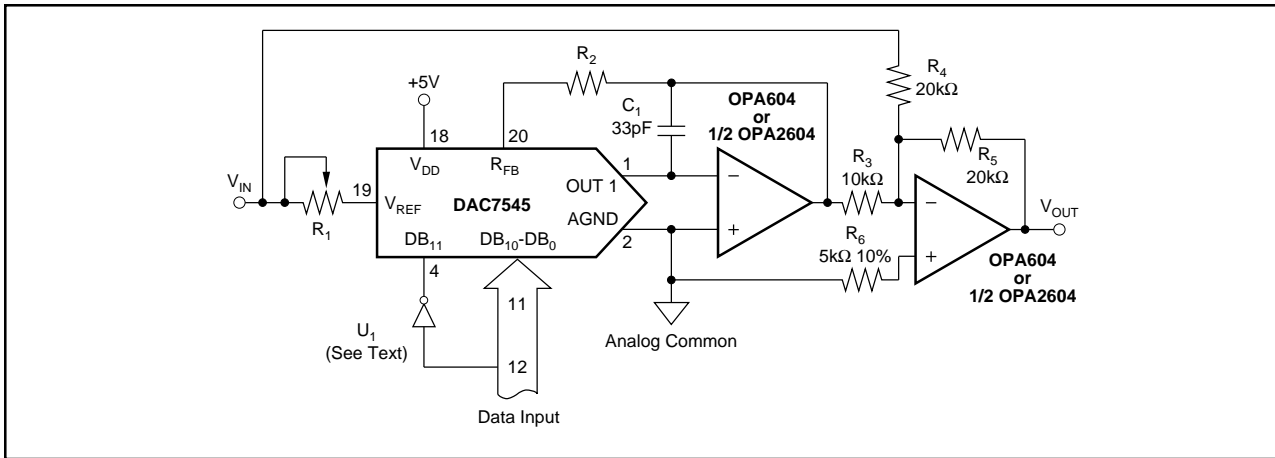 R2
R4
20kΩ
+5V
C1
33pF
OPA604
or
1/2 OPA2604
18
20
VDD
RFB
1
R3
10kΩ
R5
20kΩ
VIN
19
VREF
DAC7545
OUT 1
−
−
VOUT
R1
AGND
+
+
DB11
DB10-DB0
2
R6
5kΩ 10%
4
OPA604
or
1/2 OPA2604
11
U1
(See Text)
Analog Common
12
Data Input